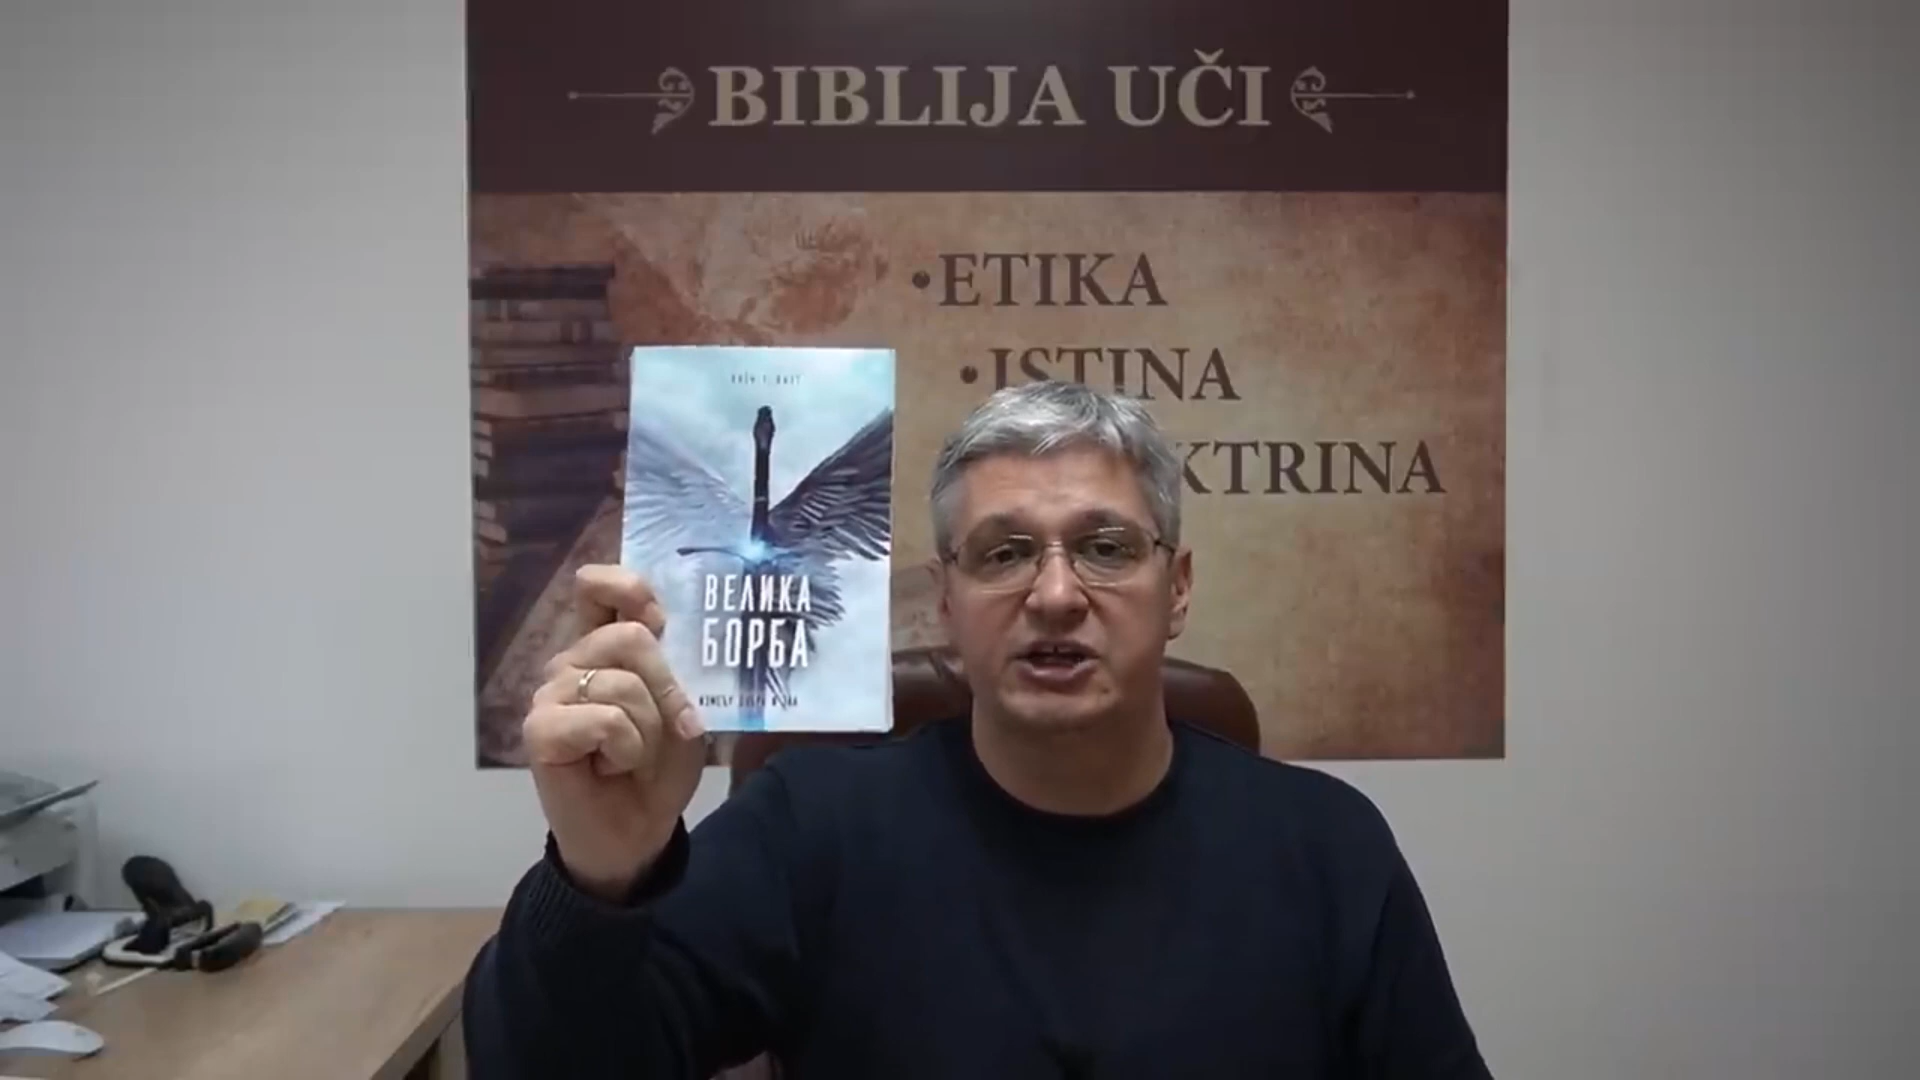 BIBLIJA UČI
•ETIKA
•ISTINA
KTRINA
ВЕЛИКА
БОРБА